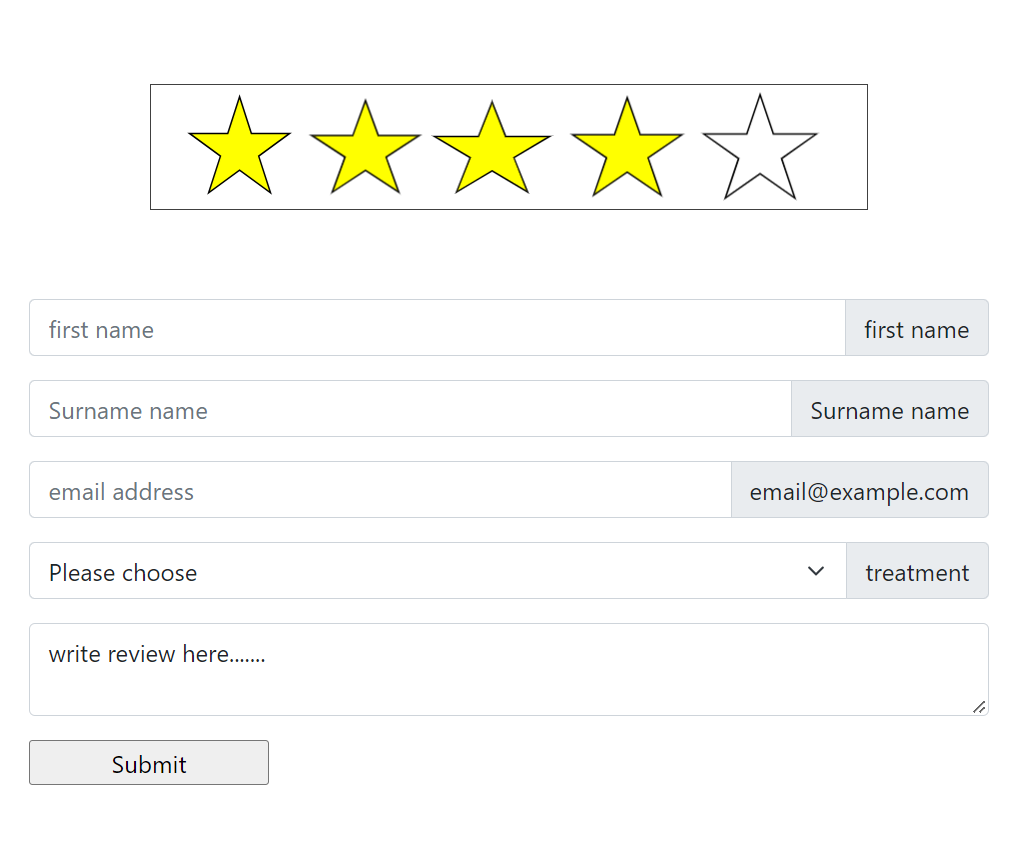 first name first name
Surname name Surname name
email address email@example.com
Please choose treatment
write review here.......
Submit